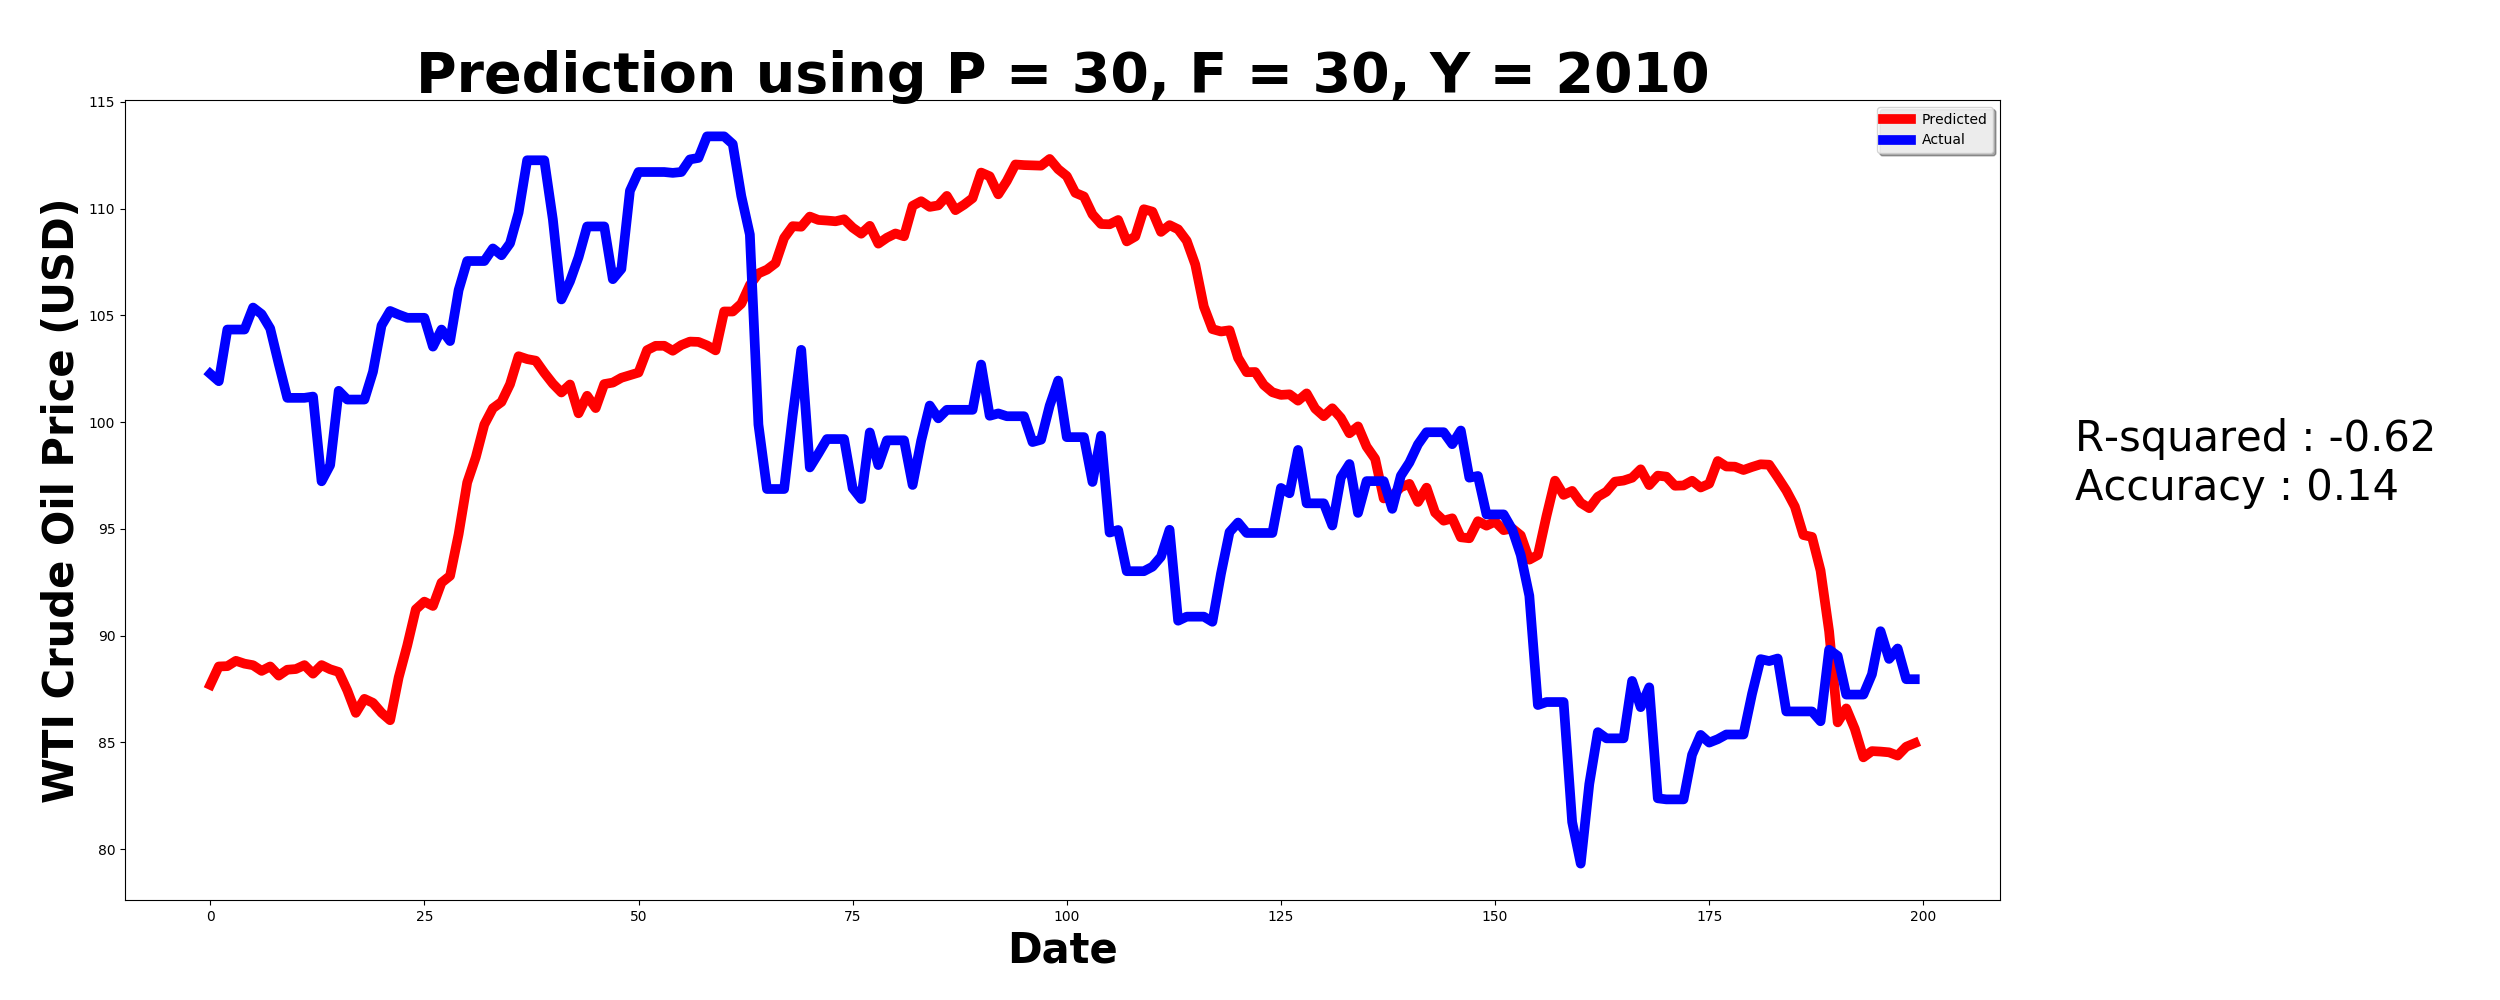 Prediction using P = 30, F = 30, Y = 2010
Predicted
Actual
WTI Crude Oil Price (USD)
115
110
105
100
95
90
85
80
0 25 50 75 100 125 150 175 200
Date
R-squared : -0.62
Accuracy : 0.14